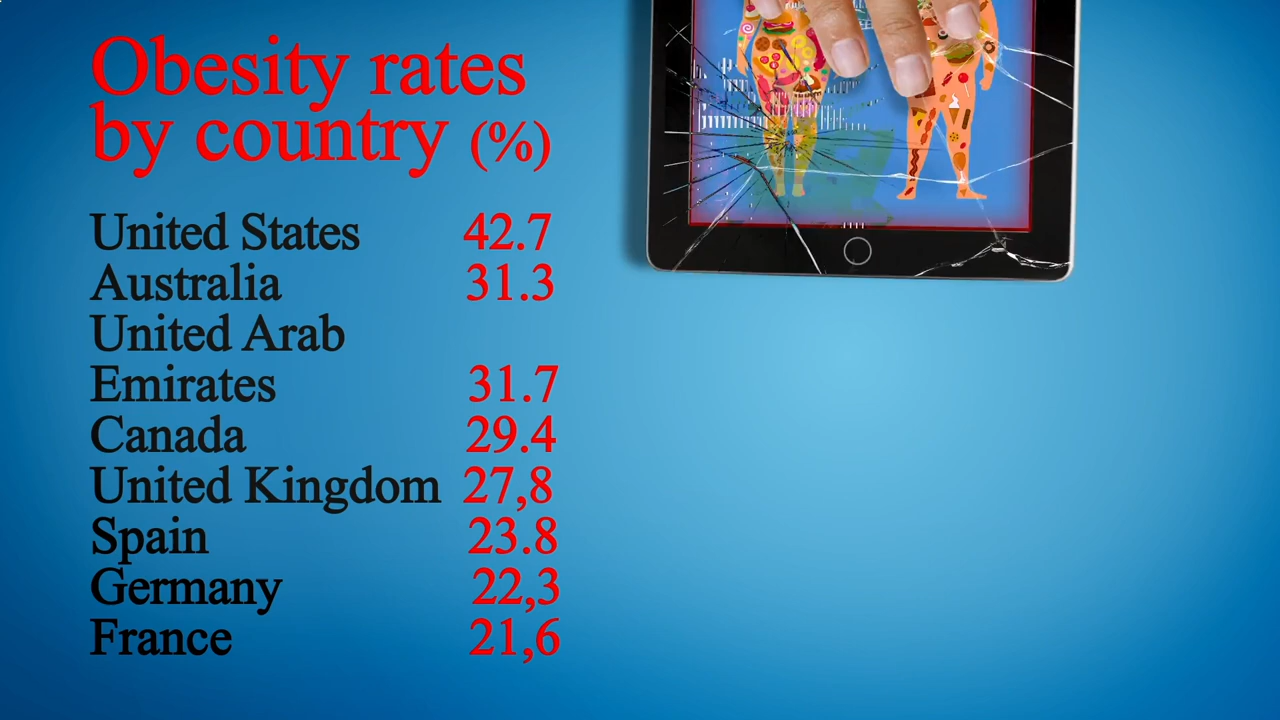 Obesity rates
by country (%)
United States 42.7
Australia 31.3
United Arab
Emirates 31.7
Canada 29.4
United Kingdom 27,8
Spain 23.8
Germany 22,3
France 21,6